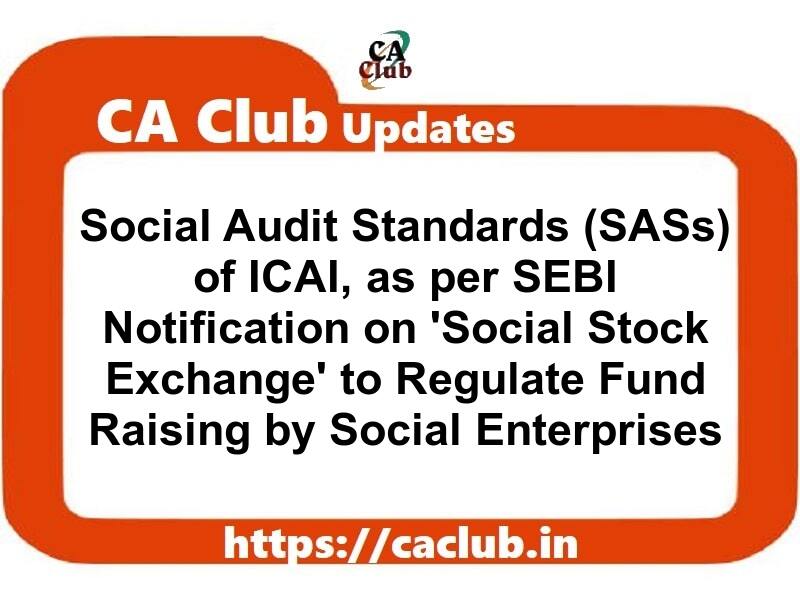 CA
Club
CA Club Updates
Social Audit Standards (SASs)
of ICAI, as per SEBI
Notification on 'Social Stock
Exchange' to Regulate Fund
Raising by Social Enterprises
https://caclub.in